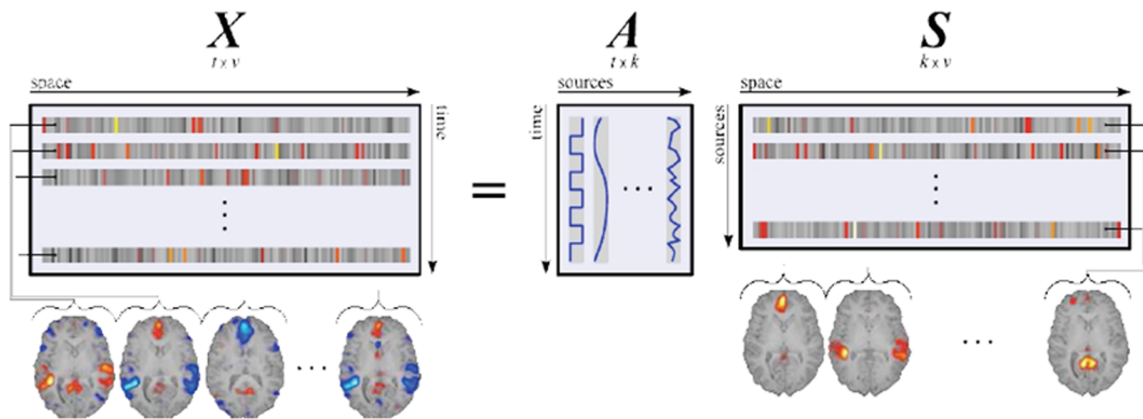 X
t x v
space
time
=
A
t x k
sources
time
S
k x v
space
sources